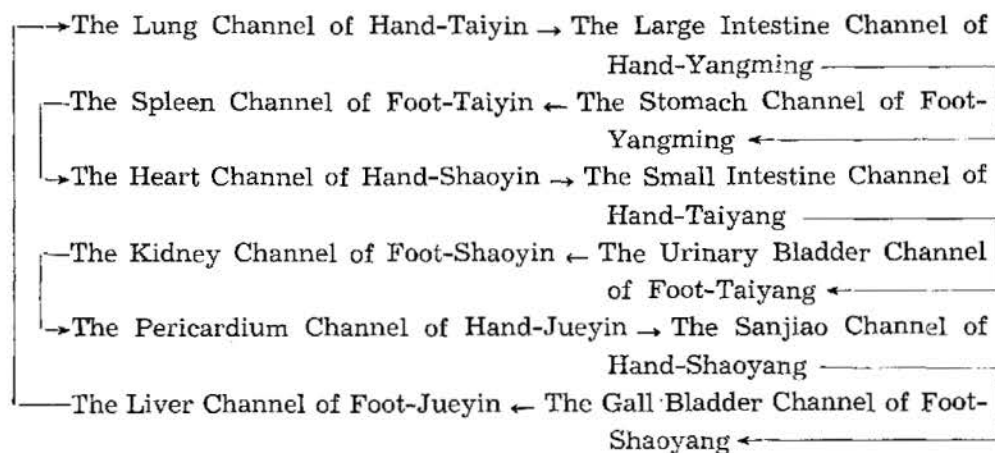 The Lung Channel of Hand-Taiyin → The Large Intestine Channel of
Hand-Yangming
The Spleen Channel of Foot-Taiyin ← The Stomach Channel of Foot-
Yangming
The Heart Channel of Hand-Shaoyin → The Small Intestine Channel of
Hand-Taiyang
The Kidney Channel of Foot-Shaoyin ← The Urinary Bladder Channel
of Foot-Taiyang
The Pericardium Channel of Hand-Jueyin → The Sanjiao Channel of
Hand-Shaoyang
The Liver Channel of Foot-Jueyin ← The Gall Bladder Channel of Foot-
Shaoyang